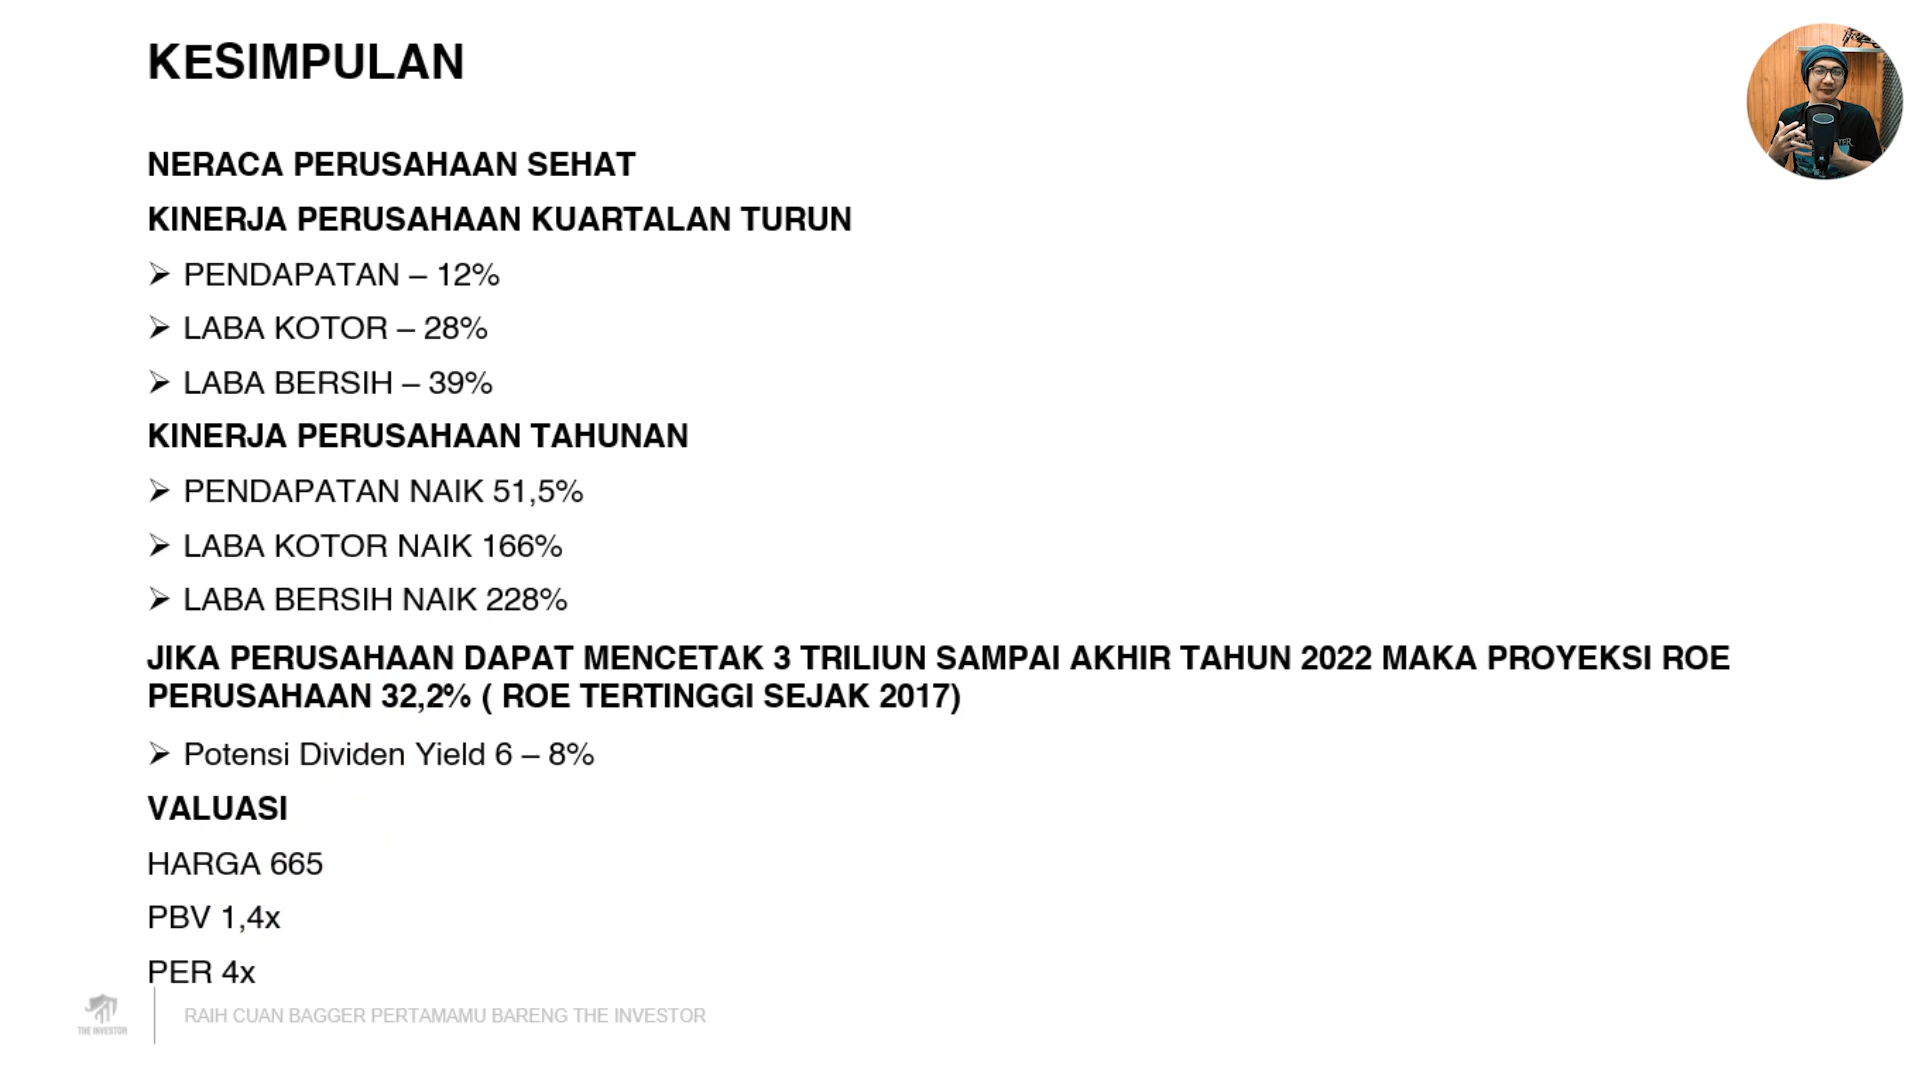 KESIMPULAN
NERACA PERUSAHAAN SEHAT
KINERJA PERUSAHAAN KUARTALAN TURUN
➢ PENDAPATAN – 12%
➢ LABA KOTOR – 28%
➢ LABA BERSIH – 39%
KINERJA PERUSAHAAN TAHUNAN
➢ PENDAPATAN NAIK 51,5%
➢ LABA KOTOR NAIK 166%
➢ LABA BERSIH NAIK 228%
JIKA PERUSAHAAN DAPAT MENCETAK 3 TRILIUN SAMPAI AKHIR TAHUN 2022 MAKA PROYEKSI ROE
PERUSAHAAN 32,2% ( ROE TERTINGGI SEJAK 2017)
➢ Potensi Dividen Yield 6 – 8%
VALUASI
HARGA 665
PBV 1,4x
PER 4x
THE INVESTOR
RAIH CUAN BAGGER PERTAMAMU BARENG THE INVESTOR